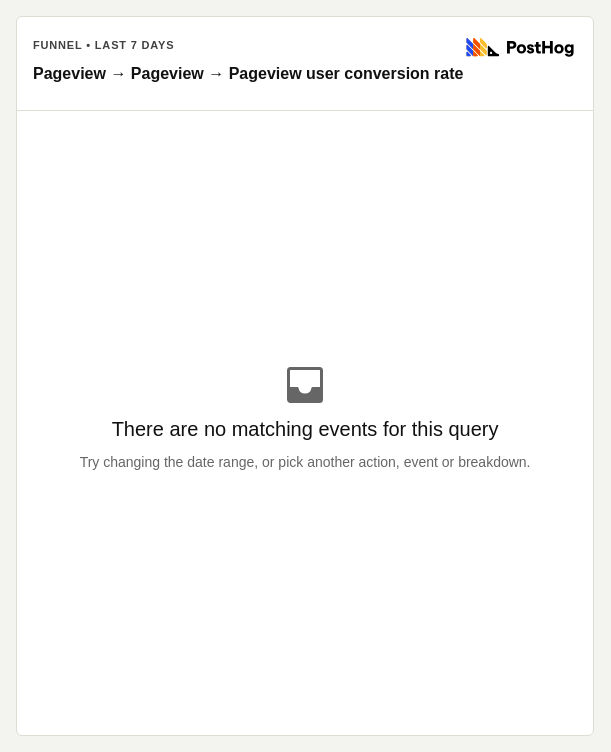 FUNNEL • LAST 7 DAYS
PostHog
Pageview → Pageview → Pageview user conversion rate
There are no matching events for this query
Try changing the date range, or pick another action, event or breakdown.